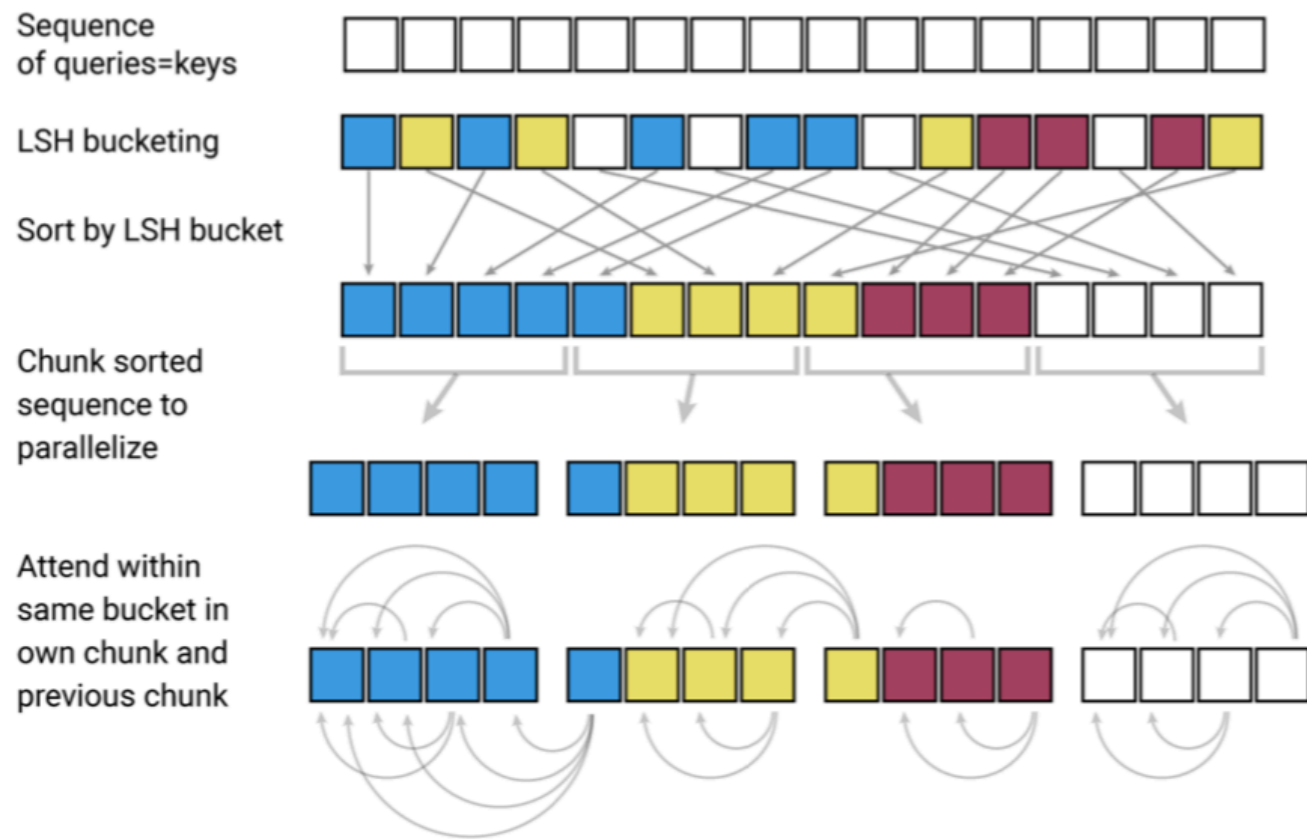 Sequence
of queries=keys
LSH bucketing
Sort by LSH bucket
Chunk sorted
sequence to
parallelize
Attend within
same bucket in
own chunk and
previous chunk